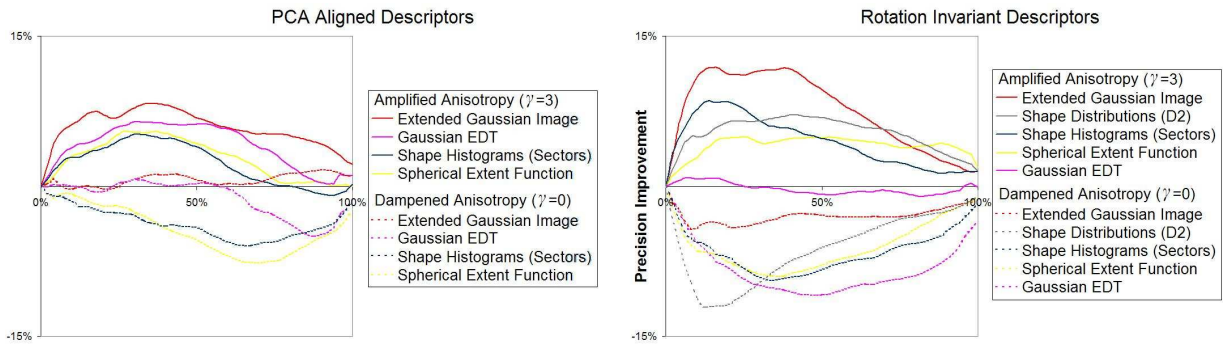 PCA Aligned Descriptors
15%
0%
0%
50%
100%
-15%
Amplified Anisotropy (γ=3)
Extended Gaussian Image
Gaussian EDT
Shape Histograms (Sectors)
Spherical Extent Function
Dampened Anisotropy (γ=0)
Extended Gaussian Image
Gaussian EDT
Shape Histograms (Sectors)
Spherical Extent Function
Rotation Invariant Descriptors
Precision Improvement
15%
0%
0%
50%
100%
-15%
Amplified Anisotropy (γ=3)
Extended Gaussian Image
Shape Distributions (D2)
Shape Histograms (Sectors)
Spherical Extent Function
Gaussian EDT
Dampened Anisotropy (γ=0)
Extended Gaussian Image
Shape Distributions (D2)
Shape Histograms (Sectors)
Spherical Extent Function
Gaussian EDT